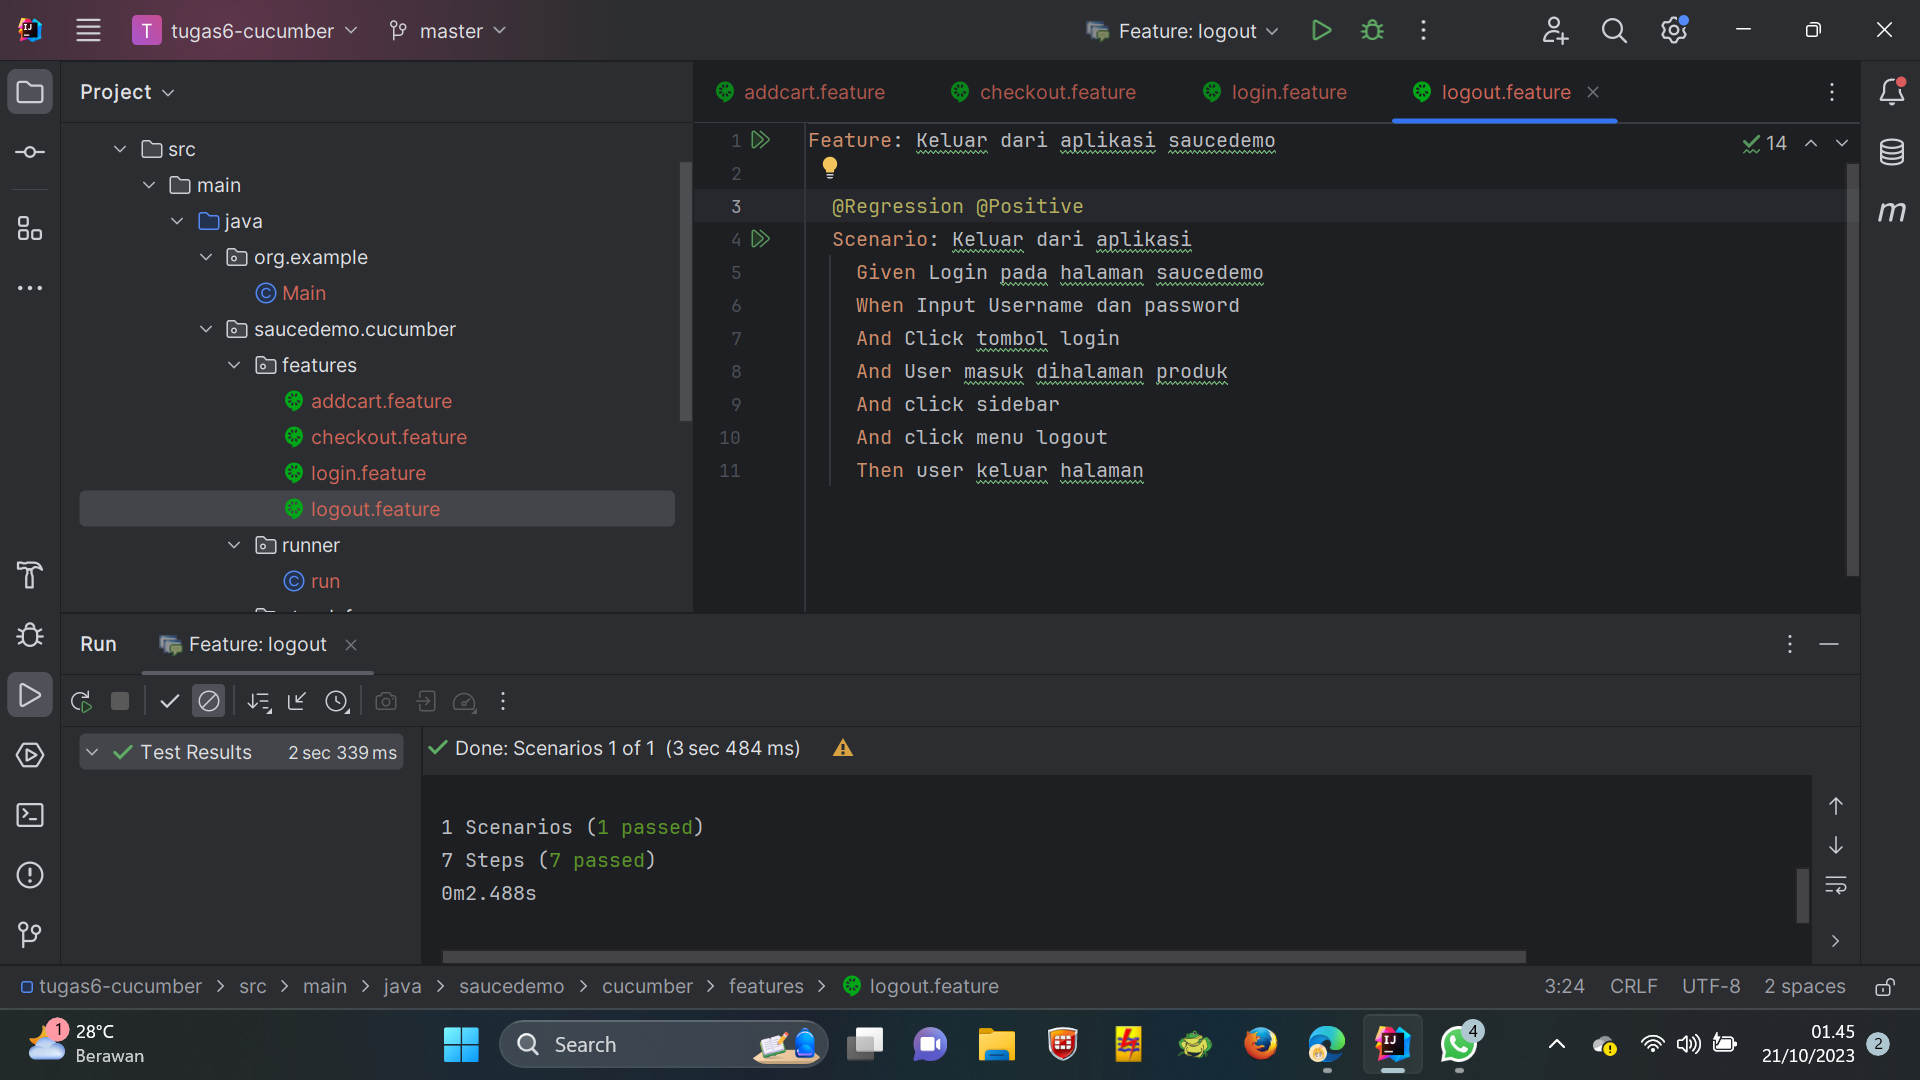 T tugas6-cucumber master Feature: logout
Project
addcart.feature checkout.feature login.feature logout.feature
src
main
java
org.example
Main
saucedemo.cucumber
features
addcart.feature
checkout.feature
login.feature
logout.feature
runner
run
1 Feature: Keluar dari aplikasi saucedemo
14
2
3 @Regression @Positive
4 Scenario: Keluar dari aplikasi
5 Given Login pada halaman saucedemo
6 When Input Username dan password
7 And Click tombol login
8 And User masuk dihalaman produk
9 And click sidebar
10 And click menu logout
11 Then user keluar halaman
m
Run Feature: logout
Test Results 2 sec 339 ms
Done: Scenarios 1 of 1 (3 sec 484 ms)
1 Scenarios (1 passed)
7 Steps (7 passed)
0m2.488s
tugas6-cucumber > src > main > java > saucedemo > cucumber > features > logout.feature
3:24 CRLF UTF-8 2 spaces
1 28°C
Berawan
Search
IJ
4
01.45
21/10/2023
2